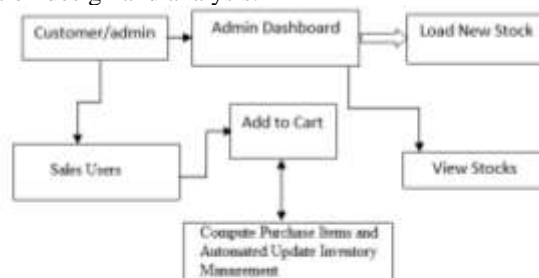 Customer/admin
Admin Dashboard
Load New Stock
Add to Cart
Sales Users
View Stocks
Compute Purchase Items and
Automated Update Inventory
Management